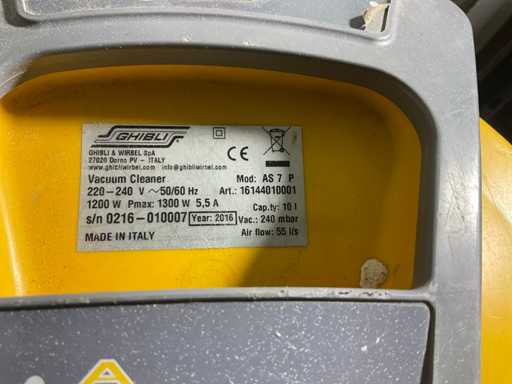 GHIBLI
GHIBLI & WIRBEL SpA
27020 Dorno PV - ITALY
www.ghibliwirbel.com - info@ghibliwirbel.com
Vacuum Cleaner Mod: AS 7 P
220-240 V ~50/60 Hz Art.: 16144010001
1200 W Pmax: 1300 W 5,5 A Cap.ty: 10 l
s/n 0216-010007 Year: 2016 Vac.: 240 mbar
MADE IN ITALY Air flow: 55 l/s